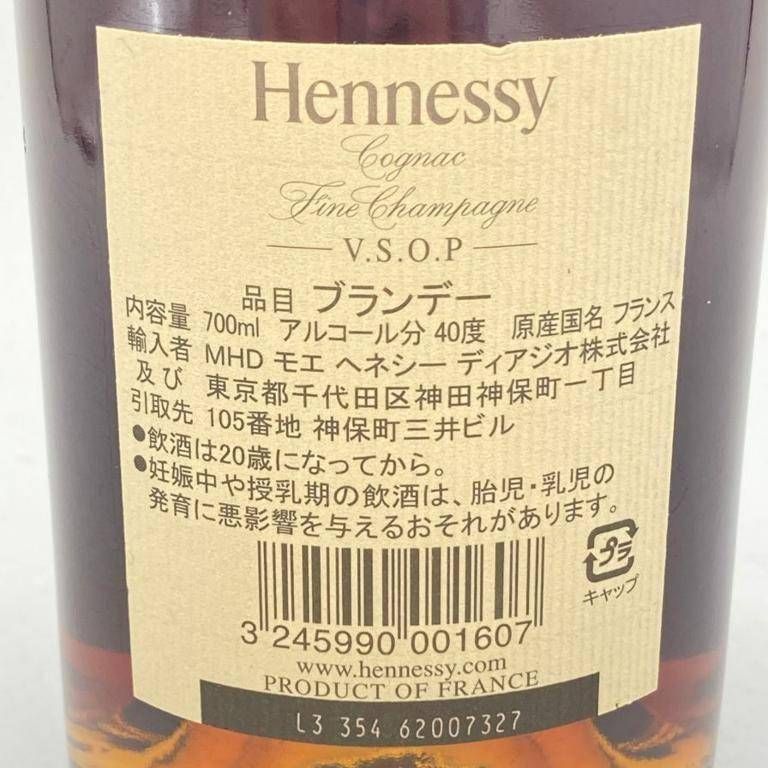 Hennessy
Cognac
Fine Champagne
V.S.O.P
品目 ブランデー
内容量 700ml アルコール分 40度 原産国名 フランス
輸入者 MHD モエ ヘネシー ディアジオ株式会社
及び 東京都千代田区神田神保町一丁目
引取先 105番地 神保町三井ビル
●飲酒は20歳になってから。
●妊娠中や授乳期の飲酒は、胎児・乳児の
発育に悪影響を与えるおそれがあります。
プラ
キャップ
3 245990 001607
www.hennessy.com
PRODUCT OF FRANCE
L3 354 62007327